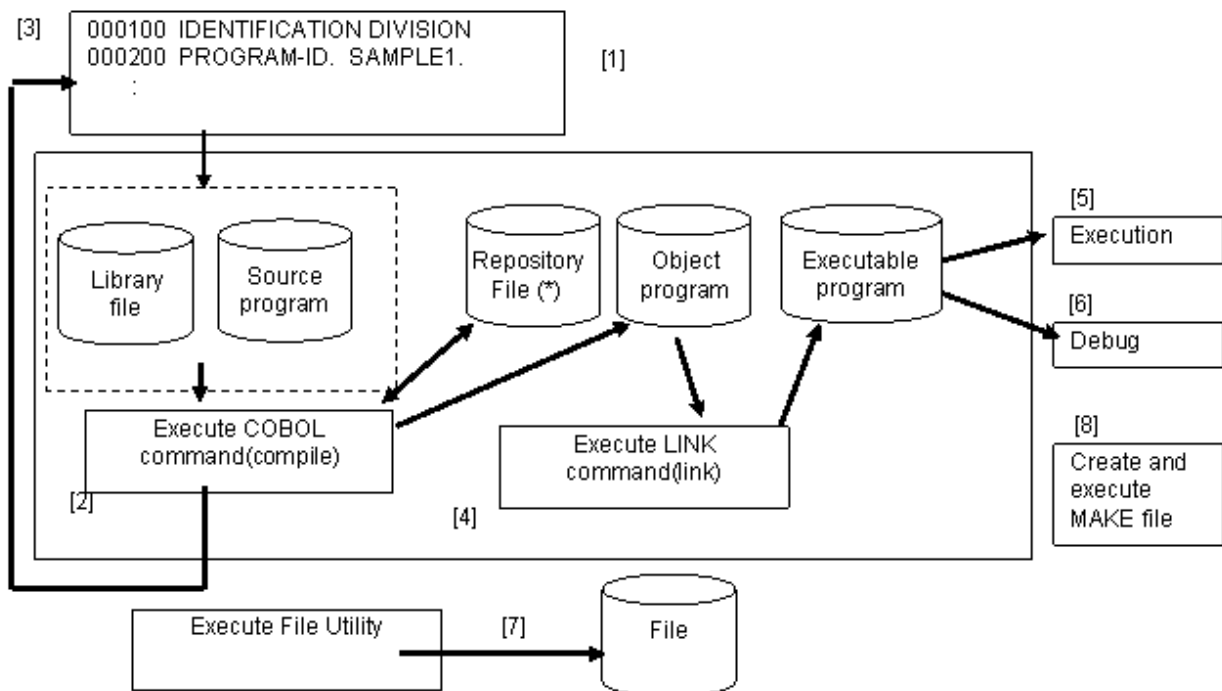 [3]
000100 IDENTIFICATION DIVISION
000200 PROGRAM-ID. SAMPLE1.
:
[1]
Library
file
Source
program
Repository
File (*)
Object
program
Executable
program
[5]
Execution
[6]
Debug
Execute COBOL
command(compile)
[2]
Execute LINK
command(link)
[4]
[8]
Create and
execute
MAKE file
Execute File Utility
[7]
File